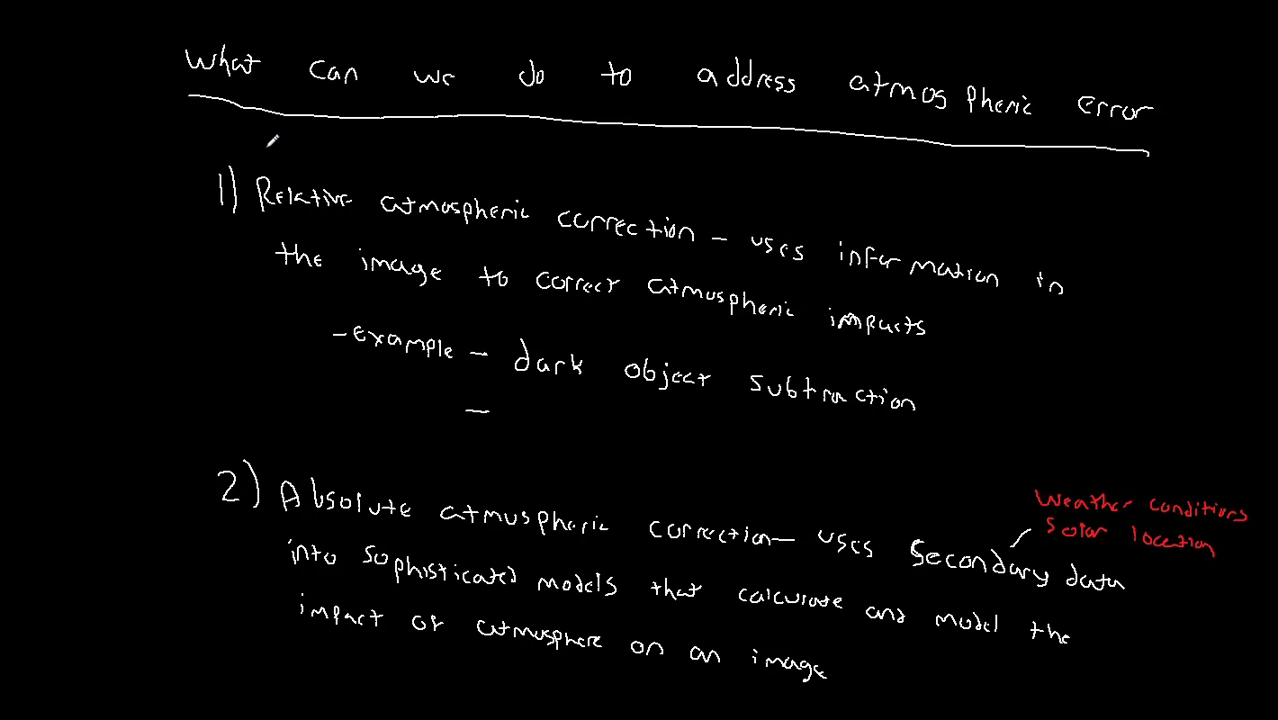 What can we do to address atmospheric error
1) Relative atmospheric correction - uses information in
the image to correct atmospheric impacts
- example - dark object subtraction
-
2) Absolute atmospheric correction - uses secondary data
Weather conditions
Solar location
into sophisticated models that calculate and model the
impact of atmosphere on an image